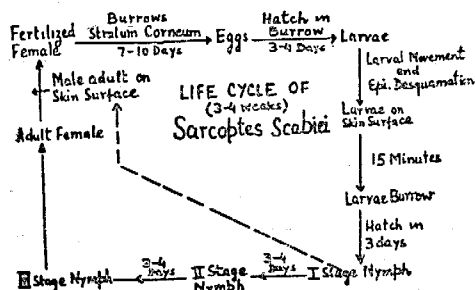 Fertilized
Female
Burrows
Stratum Corneum
7-10 Days
Eggs
Hatch in
Burrow
3-4 Days
Larvae
Larval Movement
and
Epi. Desquamation
Larvae on
Skin Surface
15 Minutes
Larvae Burrow
Hatch in
3 days
I Stage Nymph
3-4
Days
II Stage
Nymph
3-4
Days
III Stage Nymph
Adult Female
Male adult on
Skin Surface
LIFE CYCLE OF
(3-4 weeks)
Sarcoptes Scabiei